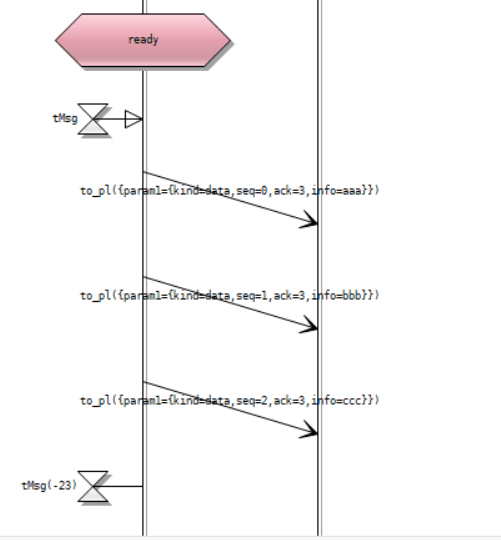 ready
tMsg
to_pl({param1={kind=data,seq=0,ack=3,info=aaa}})
to_pl({param1={kind=data,seq=1,ack=3,info=bbb}})
to_pl({param1={kind=data,seq=2,ack=3,info=ccc}})
tMsg(-23)